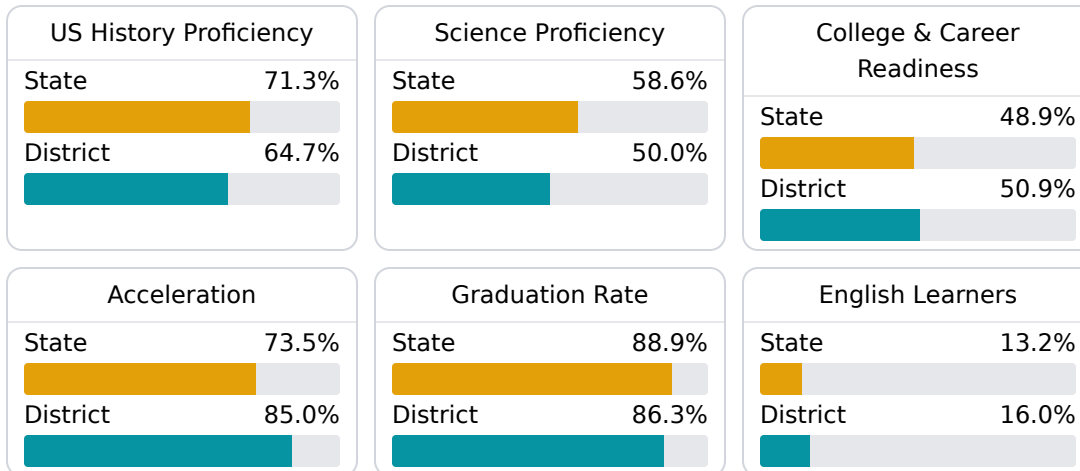 US History Proficiency
State 71.3%
District 64.7%
Science Proficiency
State 58.6%
District 50.0%
College & Career
Readiness
State 48.9%
District 50.9%
Acceleration
State 73.5%
District 85.0%
Graduation Rate
State 88.9%
District 86.3%
English Learners
State 13.2%
District 16.0%